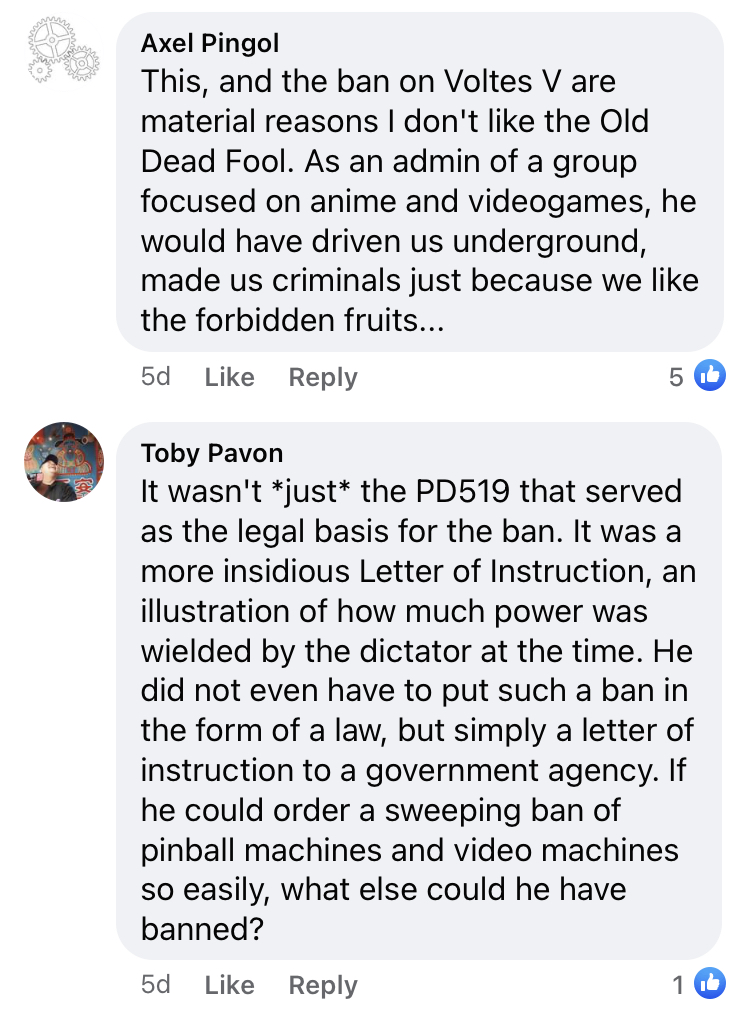 Axel Pingol
This, and the ban on Voltes V are
material reasons I don't like the Old
Dead Fool. As an admin of a group
focused on anime and videogames, he
would have driven us underground,
made us criminals just because we like
the forbidden fruits...
5d Like Reply 5
Toby Pavon
It wasn't *just* the PD519 that served
as the legal basis for the ban. It was a
more insidious Letter of Instruction, an
illustration of how much power was
wielded by the dictator at the time. He
did not even have to put such a ban in
the form of a law, but simply a letter of
instruction to a government agency. If
he could order a sweeping ban of
pinball machines and video machines
so easily, what else could he have
banned?
5d Like Reply 1